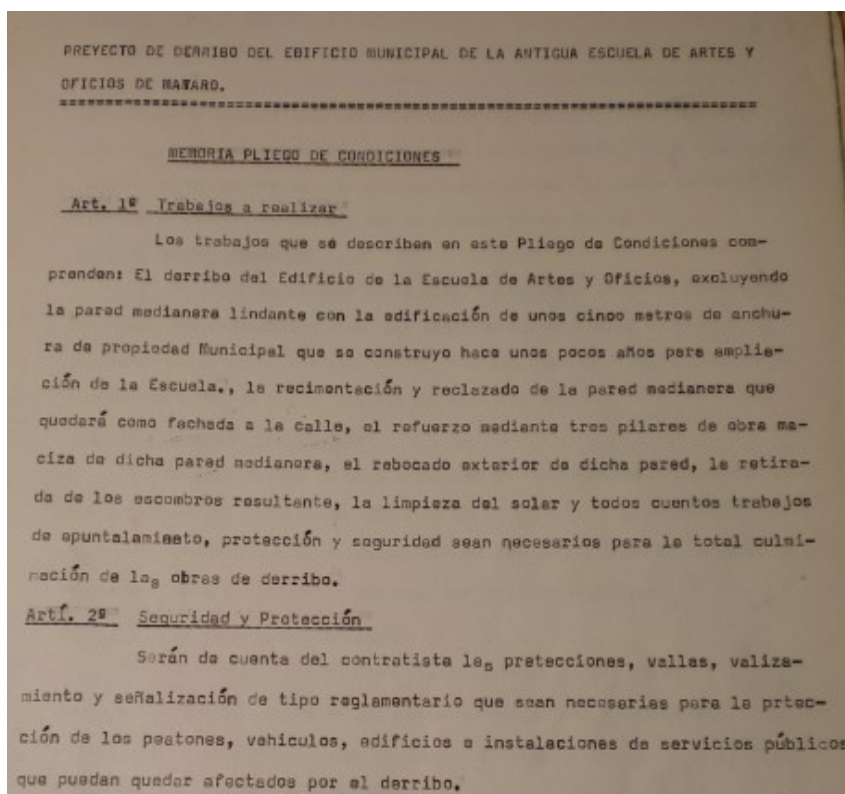 PREYECTO DE DERRIBO DEL EDIFICIO MUNICIPAL DE LA ANTIGUA ESCUELA DE ARTES Y
OFICIOS DE MATARO.
MEMORIA PLIEGO DE CONDICIONES
Art. 1º Trabajos a realizar
Los trabajos que se describen en este Pliego de Condiciones com-
prenden: El derribo del Edificio de la Escuela de Artes y Oficios, excluyendo
la pared medianera lindante con la edificación de unos cinco metros de anchu-
ra de propiedad Municipal que se construyo hace unos pocos años para amplia-
ción de la Escuela., la recimentación y reclazado de la pared medianera que
quedará como fachada a la calle, el refuerzo mediante tres pilares de obra ma-
ciza de dicha pared medianera, el rebocado exterior de dicha pared, la retira-
da de los escombros resultante, la limpieza del solar y todos cuentos trabajos
de apuntalamiento, protección y seguridad sean necesarios para la total culmi-
nación de las obras de derribo.
Artí. 2º Seguridad y Protección
Serán de cuenta del contratista las pretecciones, vallas, valiza-
miento y señalización de tipo reglamentario que sean necesarias para la prtec-
ción de los peatones, vehiculos, edificios e instalaciones de servicios públicos
que puedan quedar afectados por el derribo.